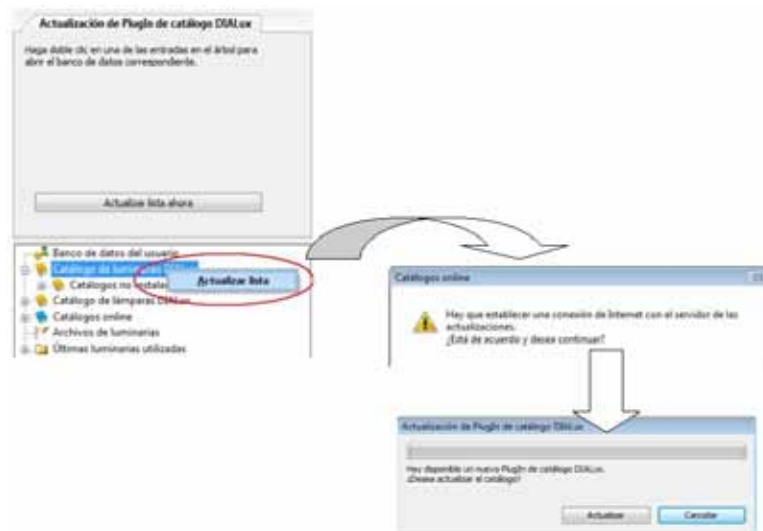 Actualización de PlugIn de catálogo DIALux
Haga doble clic en una de las entradas en el árbol para
abrir el banco de datos correspondiente.
Actualizar lista ahora
Banco de datos del usuario
Catálogo de luminarias DIALux
Actualizar lista
Catálogos no instalados
Catálogo de lámparas DIALux
Catálogos online
Archivos de luminarias
Últimas luminarias utilizadas
Catálogos online
Hay que establecer una conexión de Internet con el servidor de las
actualizaciones.
¿Está de acuerdo y desea continuar?
Actualización de PlugIn de catálogo DIALux
Hay disponible un nuevo PlugIn de catálogo DIALux.
¿Desea actualizar el catálogo?
Actualizar
Cancelar